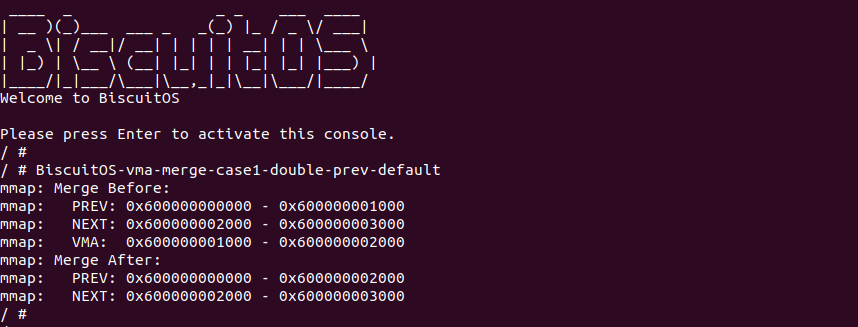 BiscuitOS
Welcome to BiscuitOS
Please press Enter to activate this console.
/ #
/ # BiscuitOS-vma-merge-case1-double-prev-default
mmap: Merge Before:
mmap:   PREV: 0x600000000000 - 0x600000001000
mmap:   NEXT: 0x600000002000 - 0x600000003000
mmap:   VMA:  0x600000001000 - 0x600000002000
mmap: Merge After:
mmap:   PREV: 0x600000000000 - 0x600000002000
mmap:   NEXT: 0x600000002000 - 0x600000003000
/ #